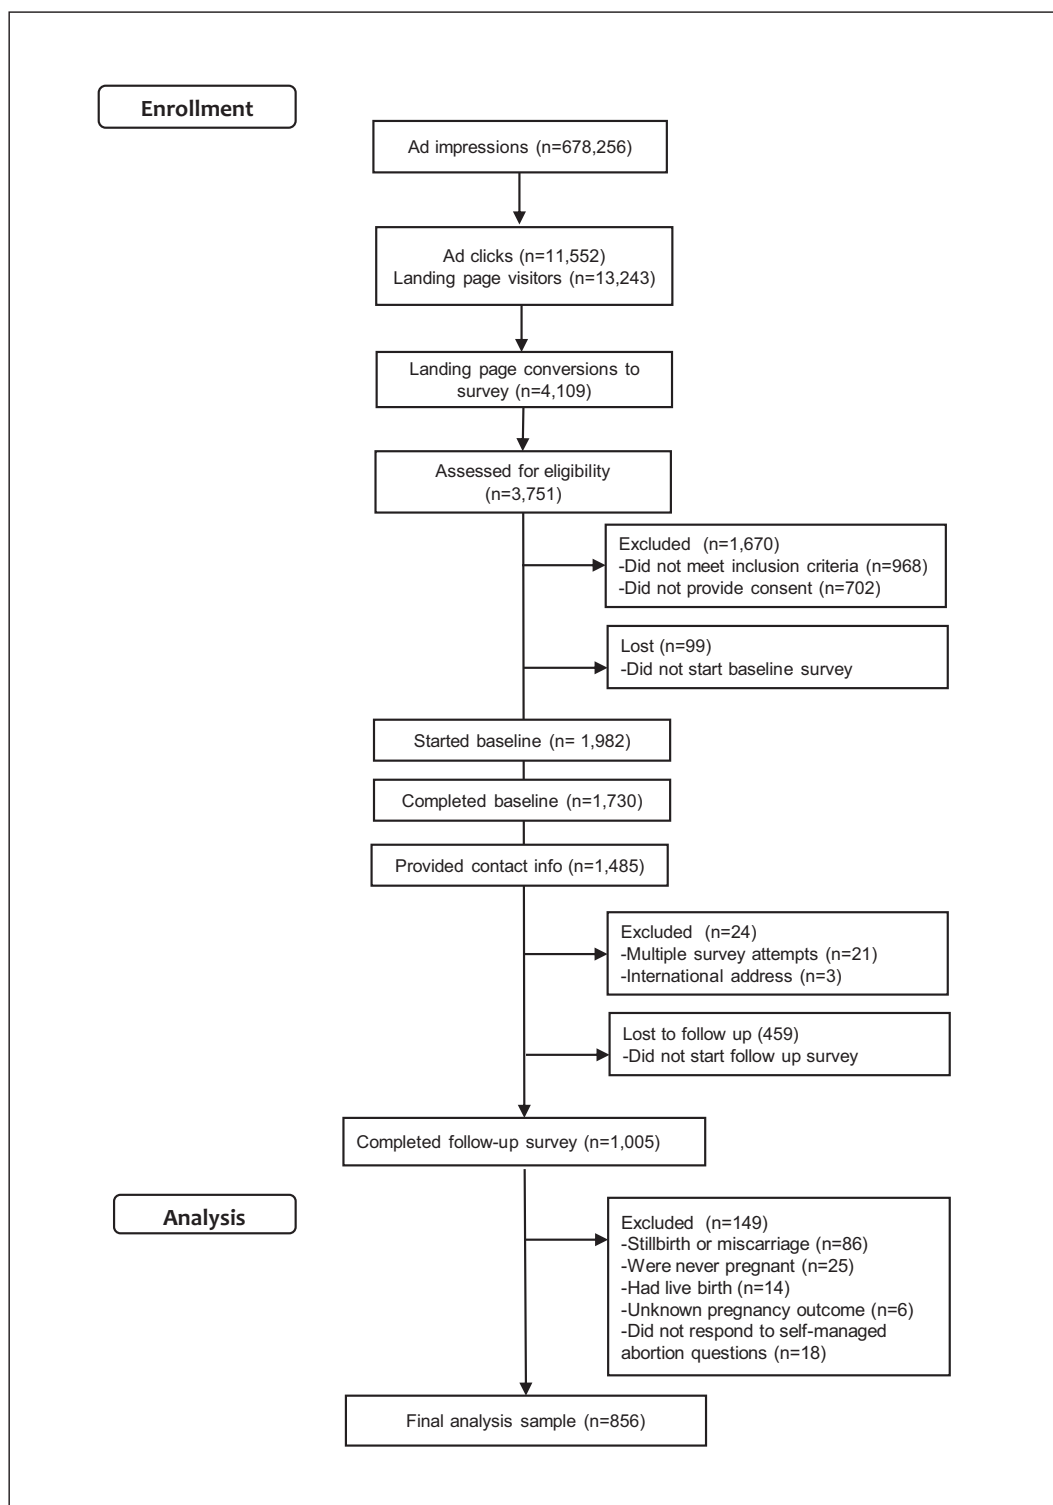 Enrollment
Ad impressions (n=678,256)
Ad clicks (n=11,552)
Landing page visitors (n=13,243)
Landing page conversions to
survey (n=4,109)
Assessed for eligibility
(n=3,751)
Excluded (n=1,670)
-Did not meet inclusion criteria (n=968)
-Did not provide consent (n=702)
Lost (n=99)
-Did not start baseline survey
Started baseline (n= 1,982)
Completed baseline (n=1,730)
Provided contact info (n=1,485)
Excluded (n=24)
-Multiple survey attempts (n=21)
-International address (n=3)
Lost to follow up (459)
-Did not start follow up survey
Completed follow-up survey (n=1,005)
Analysis
Excluded (n=149)
-Stillbirth or miscarriage (n=86)
-Were never pregnant (n=25)
-Had live birth (n=14)
-Unknown pregnancy outcome (n=6)
-Did not respond to self-managed
abortion questions (n=18)
Final analysis sample (n=856)